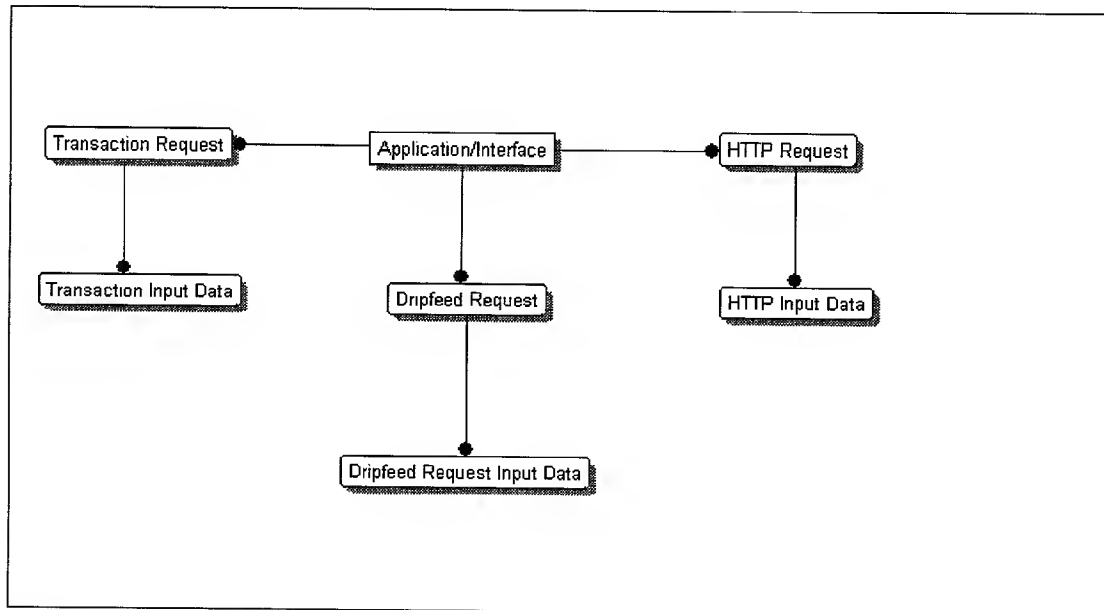 Transaction Request
Application/Interface
HTTP Request
Transaction Input Data
Dripfeed Request
HTTP Input Data
Dripfeed Request Input Data